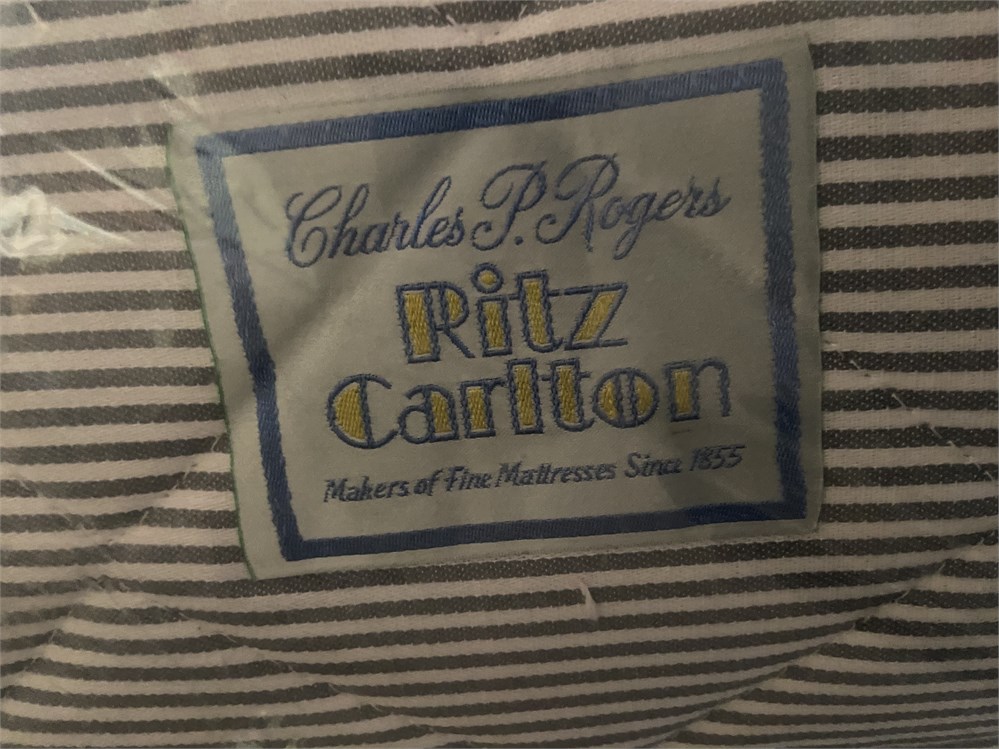 Charles P. Rogers
Ritz
Carlton
Makers of Fine Mattresses Since 1855